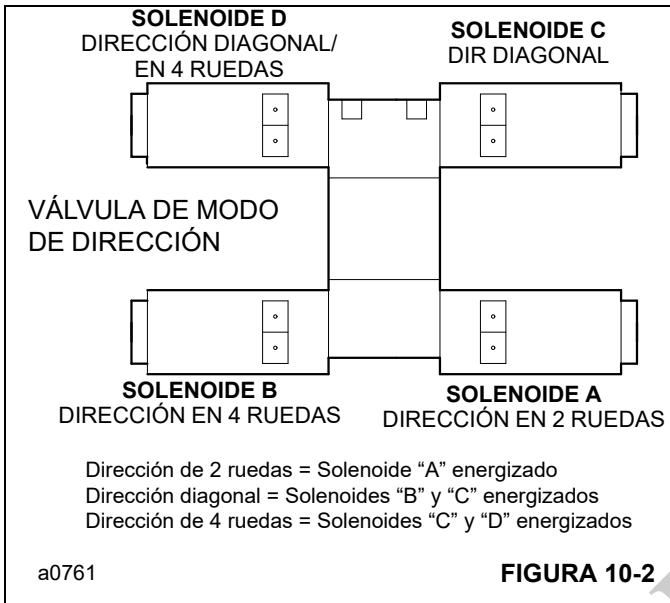 SOLENOIDE D
DIRECCIÓN DIAGONAL/
EN 4 RUEDAS
SOLENOIDE C
DIR DIAGONAL
VÁLVULA DE MODO
DE DIRECCIÓN
SOLENOIDE B
DIRECCIÓN EN 4 RUEDAS
SOLENOIDE A
DIRECCIÓN EN 2 RUEDAS
Dirección de 2 ruedas = Solenoide “A” energizado
Dirección diagonal = Solenoides “B” y “C” energizados
Dirección de 4 ruedas = Solenoides “C” y “D” energizados
a0761
FIGURA 10-2